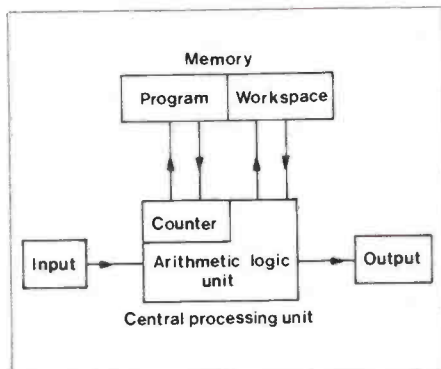 Memory
Program Workspace
Counter
Input
Arithmetic logic
unit
Output
Central processing unit